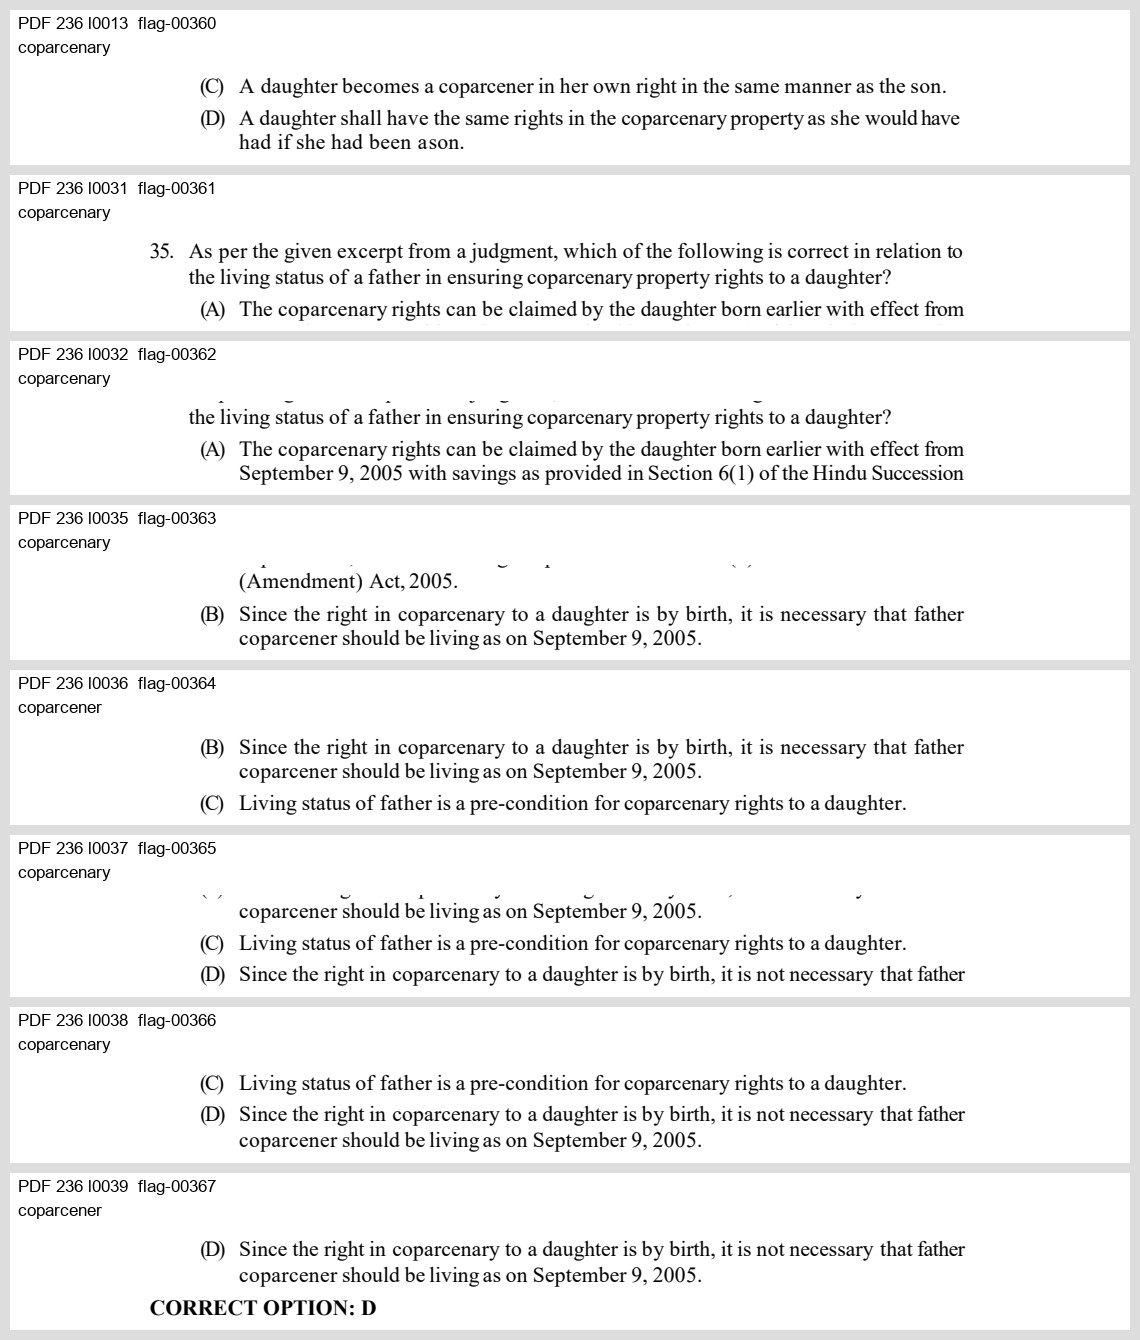 PDF 236 l0013 flag-00360
coparcenary
(C) A daughter becomes a coparcener in her own right in the same manner as the son.
(D) A daughter shall have the same rights in the coparcenary property as she would have
had if she had been ason.
PDF 236 l0031 flag-00361
coparcenary
35. As per the given excerpt from a judgment, which of the following is correct in relation to
the living status of a father in ensuring coparcenary property rights to a daughter?
(A) The coparcenary rights can be claimed by the daughter born earlier with effect from
PDF 236 l0032 flag-00362
coparcenary
the living status of a father in ensuring coparcenary property rights to a daughter?
(A) The coparcenary rights can be claimed by the daughter born earlier with effect from
September 9, 2005 with savings as provided in Section 6(1) of the Hindu Succession
PDF 236 l0035 flag-00363
coparcenary
(Amendment) Act, 2005.
(B) Since the right in coparcenary to a daughter is by birth, it is necessary that father
coparcener should be living as on September 9, 2005.
PDF 236 l0036 flag-00364
coparcener
(B) Since the right in coparcenary to a daughter is by birth, it is necessary that father
coparcener should be living as on September 9, 2005.
(C) Living status of father is a pre-condition for coparcenary rights to a daughter.
PDF 236 l0037 flag-00365
coparcenary
coparcener should be living as on September 9, 2005.
(C) Living status of father is a pre-condition for coparcenary rights to a daughter.
(D) Since the right in coparcenary to a daughter is by birth, it is not necessary that father
PDF 236 l0038 flag-00366
coparcenary
(C) Living status of father is a pre-condition for coparcenary rights to a daughter.
(D) Since the right in coparcenary to a daughter is by birth, it is not necessary that father
coparcener should be living as on September 9, 2005.
PDF 236 l0039 flag-00367
coparcener
(D) Since the right in coparcenary to a daughter is by birth, it is not necessary that father
coparcener should be living as on September 9, 2005.
CORRECT OPTION: D